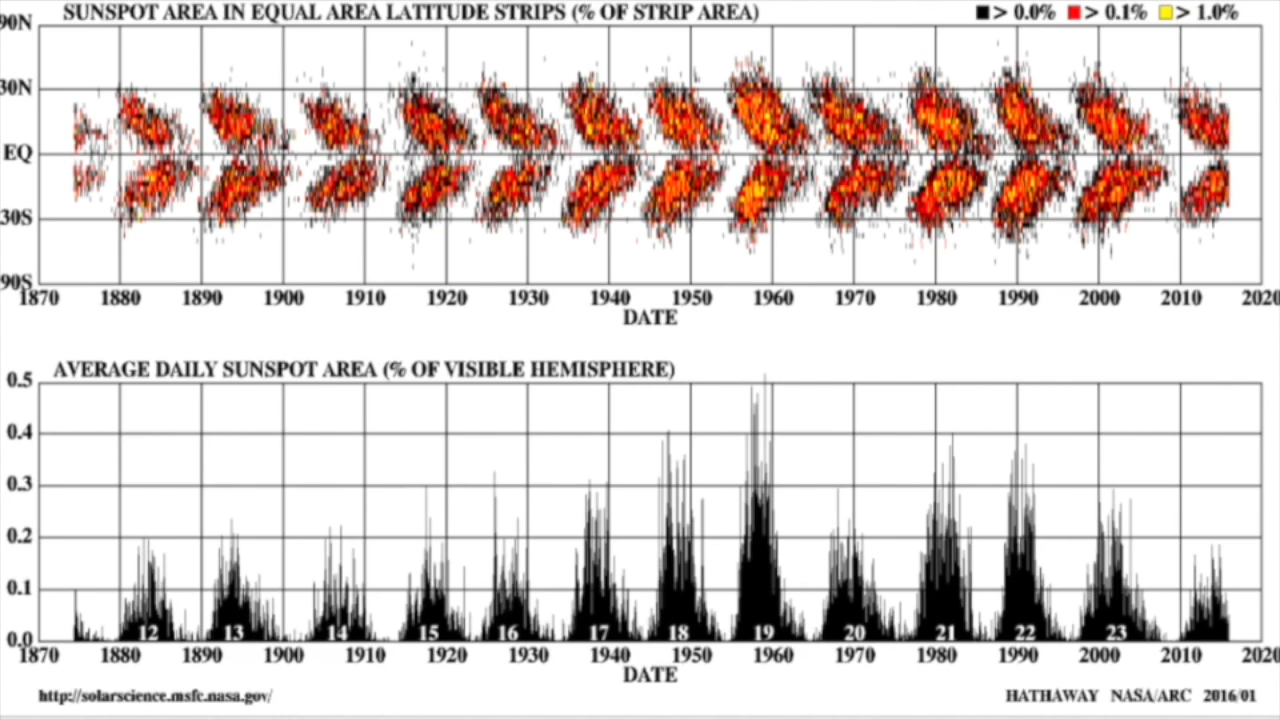 SUNSPOT AREA IN EQUAL AREA LATITUDE STRIPS (% OF STRIP AREA) > 0.0% > 0.1% > 1.0%
90N
30N
EQ
30S
90S
1870 1880 1890 1900 1910 1920 1930 1940 1950 1960 1970 1980 1990 2000 2010 2020
DATE
AVERAGE DAILY SUNSPOT AREA (% OF VISIBLE HEMISPHERE)
0.5
0.4
0.3
0.2
0.1
0.0 12 13 14 15 16 17 18 19 20 21 22 23
1870 1880 1890 1900 1910 1920 1930 1940 1950 1960 1970 1980 1990 2000 2010 2020
DATE
http://solarscience.msfc.nasa.gov/ HATHAWAY NASA/ARC 2016/01